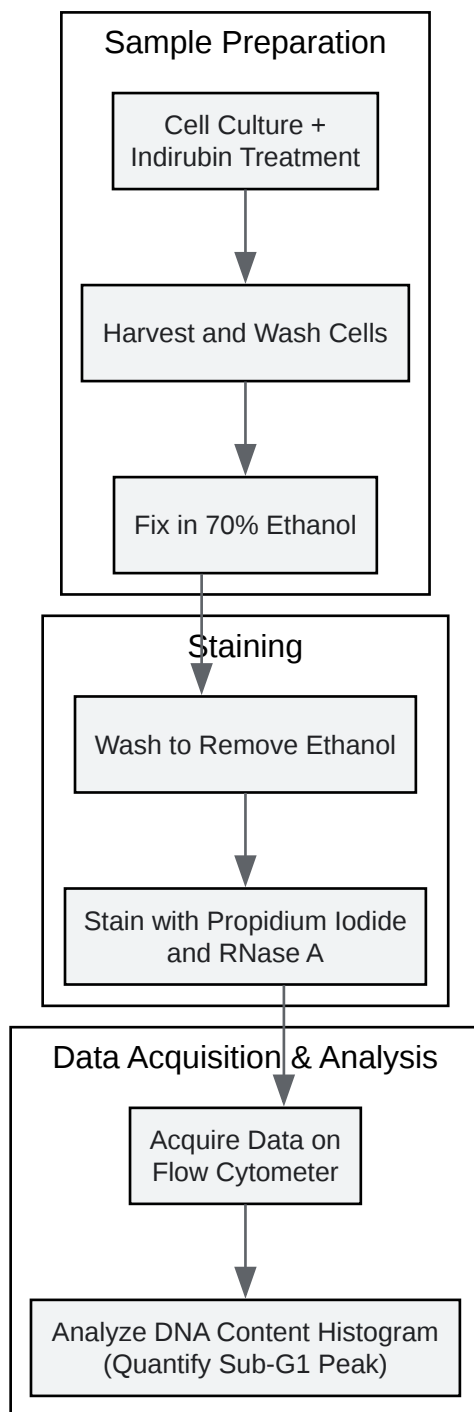 Sample Preparation
Cell Culture +
Indirubin Treatment
Harvest and Wash Cells
Fix in 70% Ethanol
Staining
Wash to Remove Ethanol
Stain with Propidium Iodide
and RNase A
Data Acquisition & Analysis
Acquire Data on
Flow Cytometer
Analyze DNA Content Histogram
(Quantify Sub-G1 Peak)